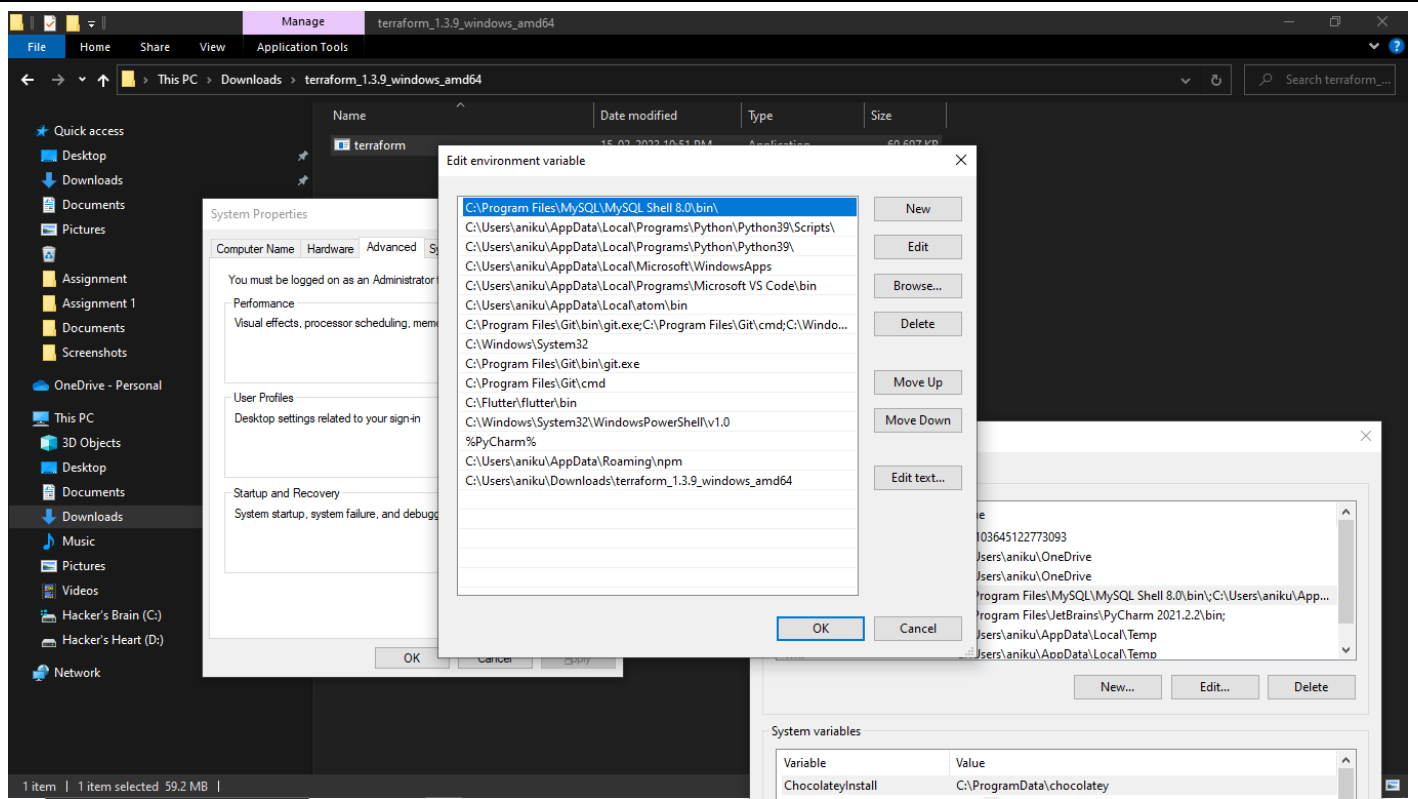 Manage
terraform_1.3.9_windows_amd64
File Home Share View Application Tools
This PC > Downloads > terraform_1.3.9_windows_amd64
Search terraform_...
Name Date modified Type Size
terraform 15-02-2023 10:51 PM Application 60,697 KB
Quick access
Desktop
Downloads
Documents
Pictures
Assignment
Assignment 1
Documents
Screenshots
OneDrive - Personal
This PC
3D Objects
Desktop
Documents
Downloads
Music
Pictures
Videos
Hacker's Brain (C:)
Hacker's Heart (D:)
Network
1 item 1 item selected 59.2 MB
System Properties
Computer Name Hardware Advanced
You must be logged on as an Administrator
Performance
Visual effects, processor scheduling,
User Profiles
Desktop settings related to your sign-in
Startup and Recovery
System startup, system failure, and
OK Cancel Apply
Edit environment variable
C:\Program Files\MySQL\MySQL Shell 8.0\bin\
C:\Users\aniku\AppData\Local\Programs\Python\Python39\Scripts\
C:\Users\aniku\AppData\Local\Programs\Python\Python39\
C:\Users\aniku\AppData\Local\Microsoft\WindowsApps
C:\Users\aniku\AppData\Local\Programs\Microsoft VS Code\bin
C:\Users\aniku\AppData\Local\atom\bin
C:\Program Files\Git\bin\git.exe;C:\Program Files\Git\cmd;C:\Windo...
C:\Windows\System32
C:\Program Files\Git\bin\git.exe
C:\Program Files\Git\cmd
C:\Flutter\flutter\bin
C:\Windows\System32\WindowsPowerShell\v1.0
%PyCharm%
C:\Users\aniku\AppData\Roaming\npm
C:\Users\aniku\Downloads\terraform_1.3.9_windows_amd64
New
Edit
Browse...
Delete
Move Up
Move Down
Edit text...
OK Cancel
103645122773093
Users\aniku\OneDrive
Users\aniku\OneDrive
Program Files\MySQL\MySQL Shell 8.0\bin\;C:\Users\aniku\App...
Program Files\JetBrains\PyCharm 2021.2.2\bin;
Users\aniku\AppData\Local\Temp
Users\aniku\AppData\Local\Temp
New... Edit... Delete
System variables
Variable Value
ChocolateyInstall C:\ProgramData\chocolatey